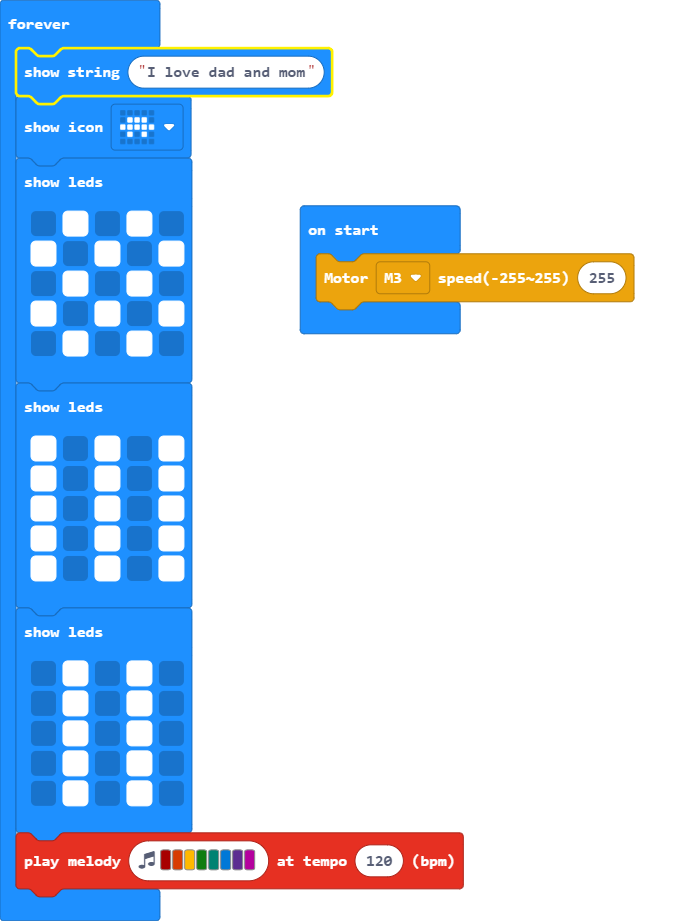 forever
show string "I love dad and mom"
show icon
show leds
on start
Motor M3 speed(-255~255) 255
show leds
show leds
play melody at tempo 120 (bpm)